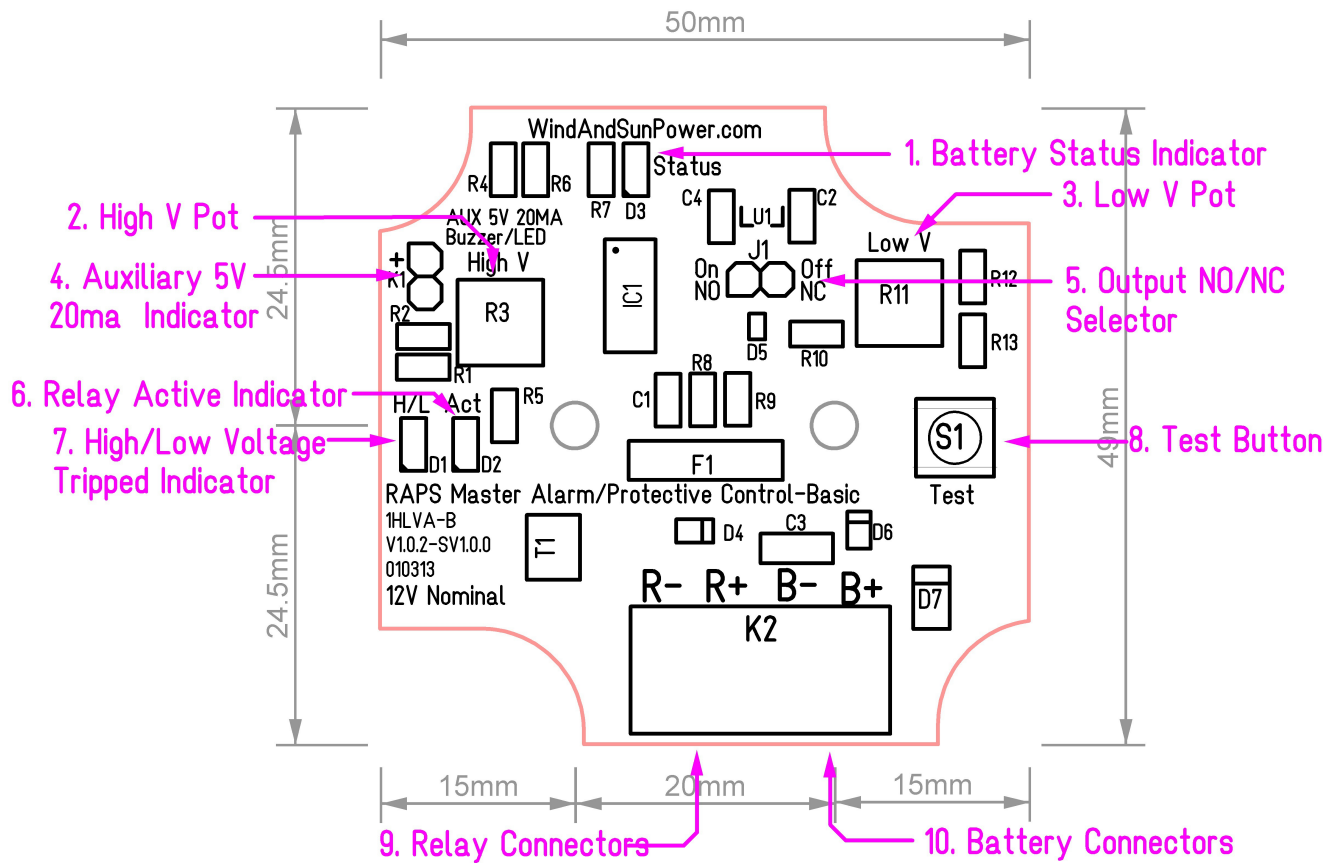 50mm
WindAndSunPower.com
1. Battery Status Indicator
Status
R4
R6
R7
D3
C4
U1
C2
3. Low V Pot
2. High V Pot
AUX 5V 20MA
Buzzer/LED
High V
Low V
J1
24.5mm
+
K1
4. Auxiliary 5V
20ma Indicator
On
NO
Off
NC
5. Output NO/NC
Selector
IC1
R11
R12
R3
R2
D5
R10
R13
R1
R8
6. Relay Active Indicator
H/L
Act
R5
C1
R9
49mm
7. High/Low Voltage
Tripped Indicator
D1
D2
F1
S1
8. Test Button
Test
RAPS Master Alarm/Protective Control-Basic
1HLVA-B
V1.0.2-SV1.0.0
010313
12V Nominal
T1
D4
C3
D6
24.5mm
R-
R+
B-
B+
D7
K2
15mm
20mm
15mm
9. Relay Connectors
10. Battery Connectors